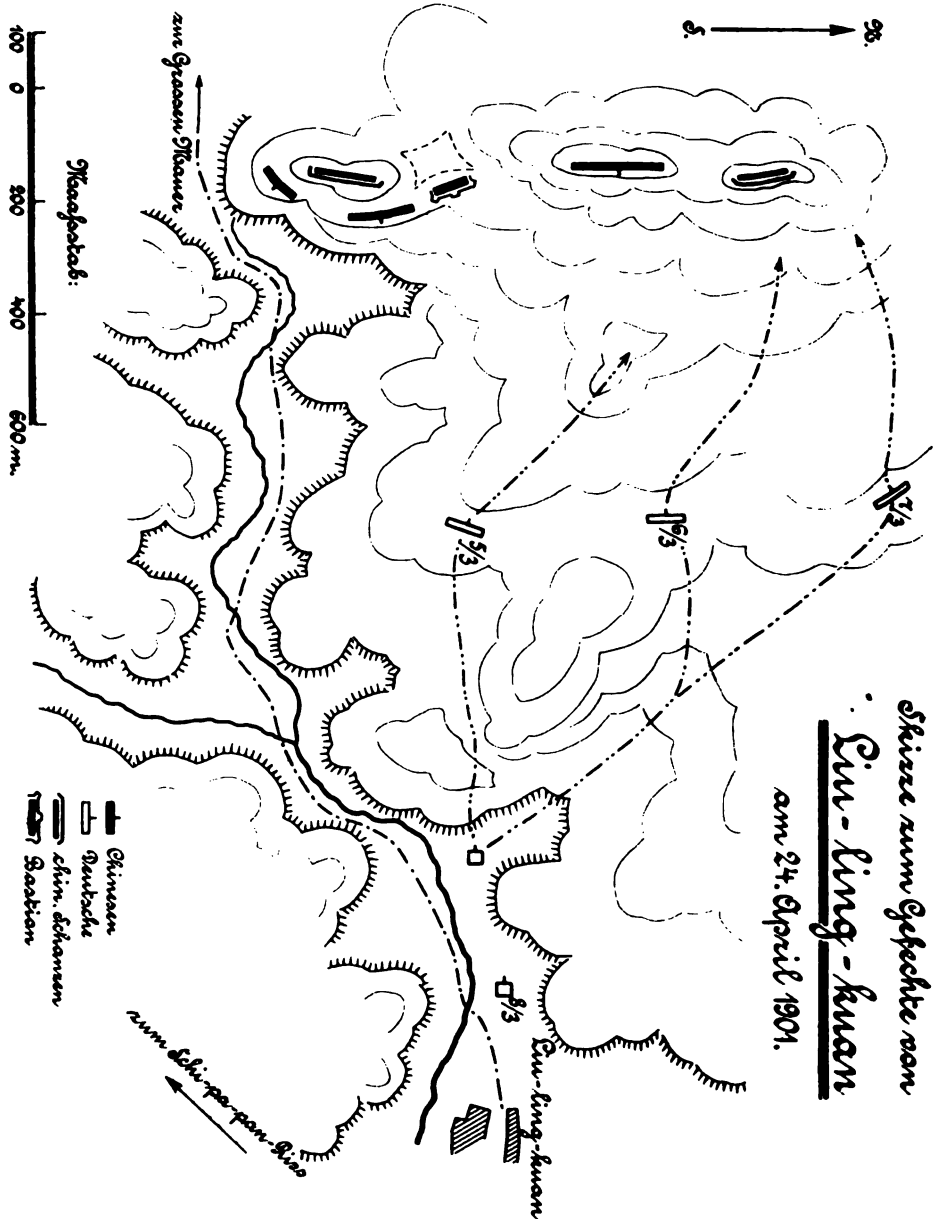 Skizze zum Gefechte von
Liu-ling-kuan
am 24. April 1901.
N.
S.
7/3
6/3
5/3
8/3
Liu-ling-kuan
zur Grossen Mauer
zum Schi-pa-pan-Pass
Chinesen
Deutsche
chin. Schanzen
Bastion
Maassstab:
100 0 200 400 600 m.